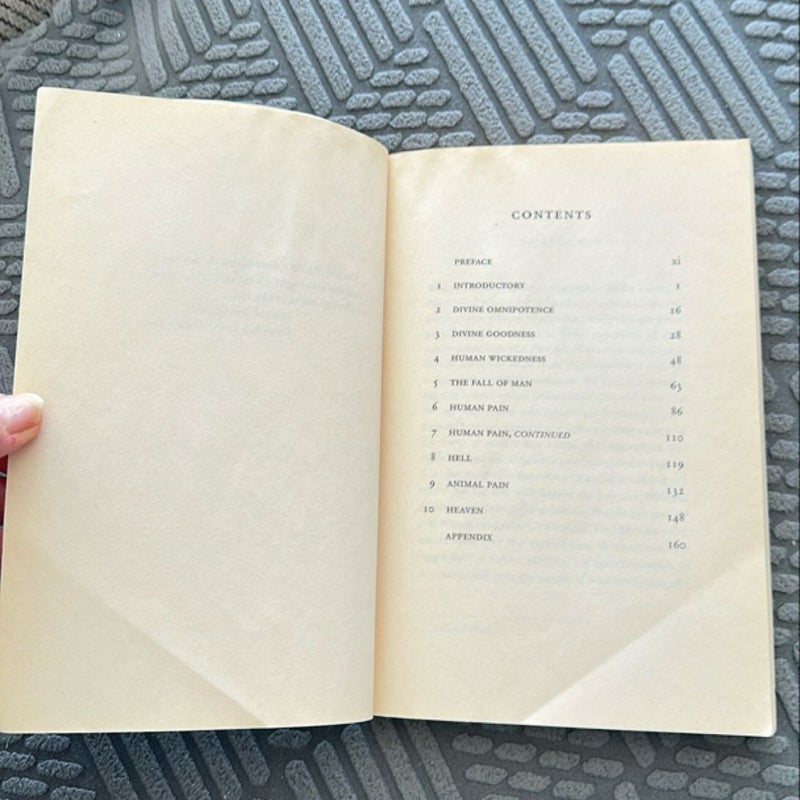 CONTENTS
PREFACE xi
1 INTRODUCTORY 1
2 DIVINE OMNIPOTENCE 16
3 DIVINE GOODNESS 28
4 HUMAN WICKEDNESS 48
5 THE FALL OF MAN 63
6 HUMAN PAIN 86
7 HUMAN PAIN, CONTINUED 110
8 HELL 119
9 ANIMAL PAIN 132
10 HEAVEN 148
APPENDIX 160